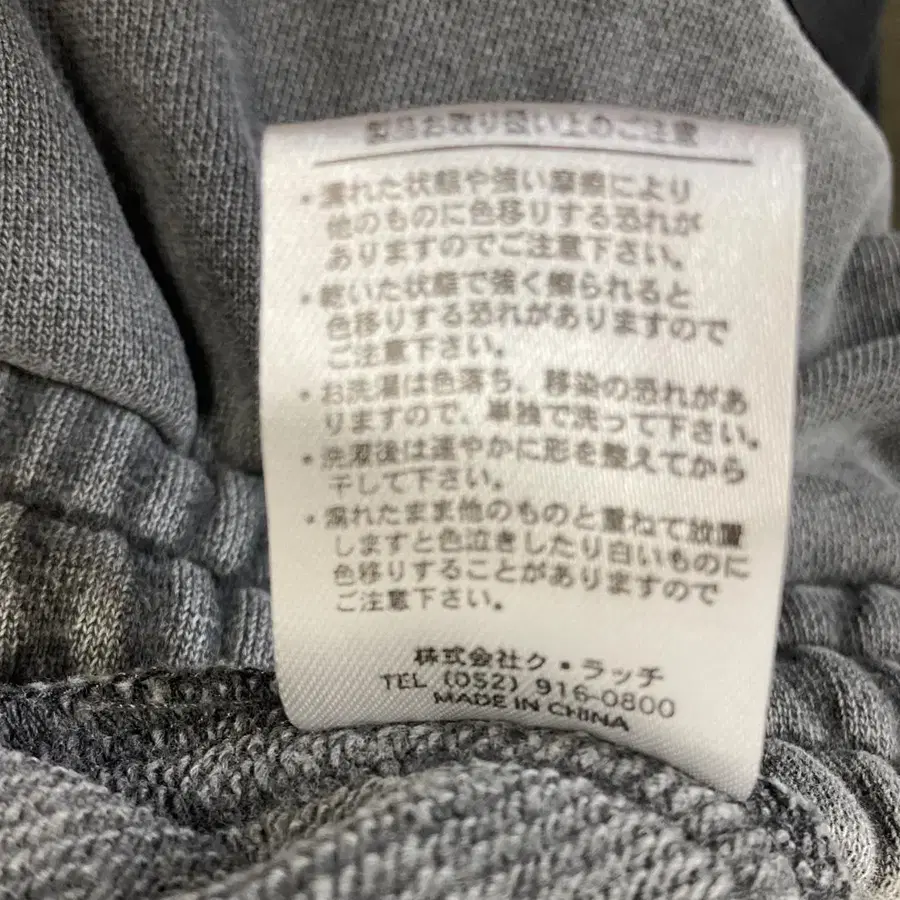 製品お取り扱い上のご注意
・濡れた状態や強い摩擦により
他のものに色移りする恐れが
ありますのでご注意下さい。
・乾いた状態で強く擦られると
色移りする恐れがありますので
ご注意下さい。
・お洗濯は色落ち、移染の恐れがあ
りますので、単独で洗って下さい。
・洗濯後は速やかに形を整えてから
干して下さい。
・濡れたまま他のものと重ねて放置
しますと色泣きしたり白いものに
色移りすることがありますので
ご注意下さい。
株式会社ク・ラッチ
TEL (052) 916-0800
MADE IN CHINA